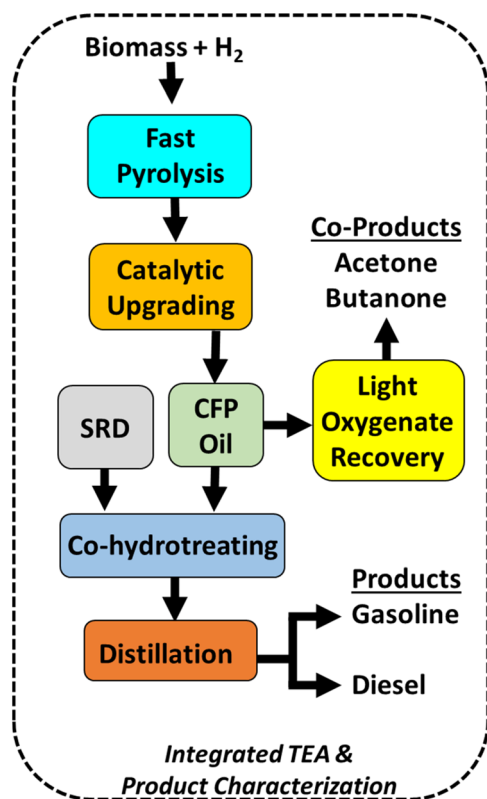 Biomass + H₂
Fast
Pyrolysis
Catalytic
Upgrading
Co-Products
Acetone
Butanone
SRD
CFP
Oil
Light
Oxygenate
Recovery
Co-hydrotreating
Distillation
Products
Gasoline
Diesel
Integrated TEA &
Product Characterization